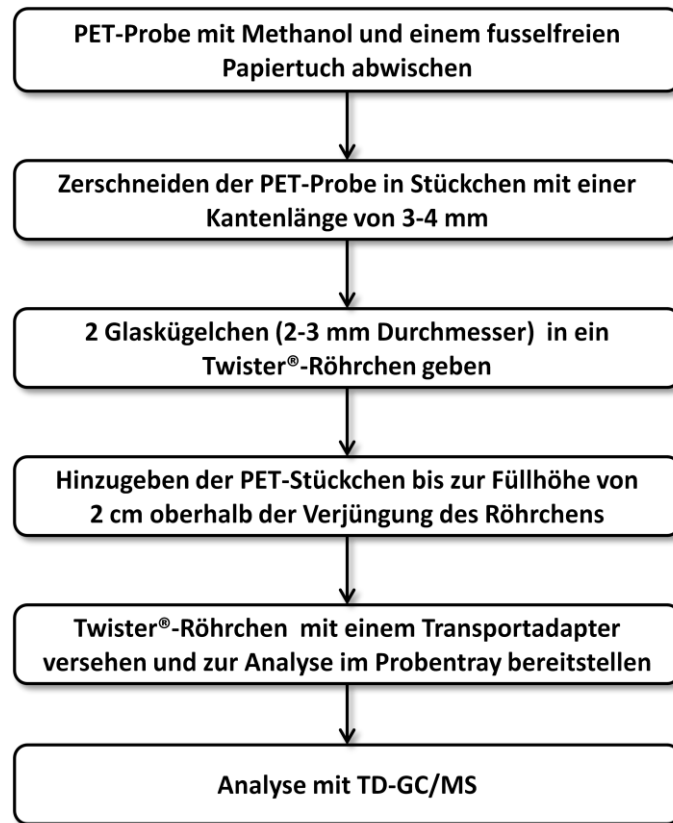 PET-Probe mit Methanol und einem fusselfreien
Papiertuch abwischen
Zerschneiden der PET-Probe in Stückchen mit einer
Kantenlänge von 3-4 mm
2 Glaskügelchen (2-3 mm Durchmesser) in ein
Twister®-Röhrchen geben
Hinzugeben der PET-Stückchen bis zur Füllhöhe von
2 cm oberhalb der Verjüngung des Röhrchens
Twister®-Röhrchen mit einem Transportadapter
versehen und zur Analyse im Probentray bereitstellen
Analyse mit TD-GC/MS